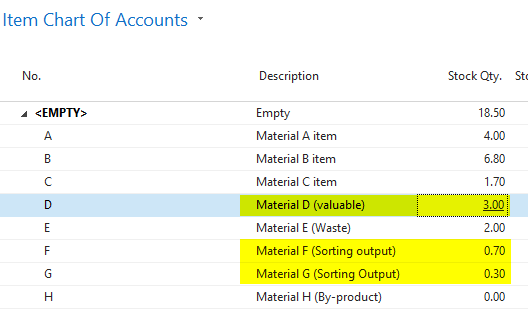 Item Chart Of Accounts
No. Description Stock Qty. Sto
<EMPTY> Empty 18.50
A Material A item 4.00
B Material B item 6.80
C Material C item 1.70
D Material D (valuable) 3.00
E Material E (Waste) 2.00
F Material F (Sorting output) 0.70
G Material G (Sorting Output) 0.30
H Material H (By-product) 0.00